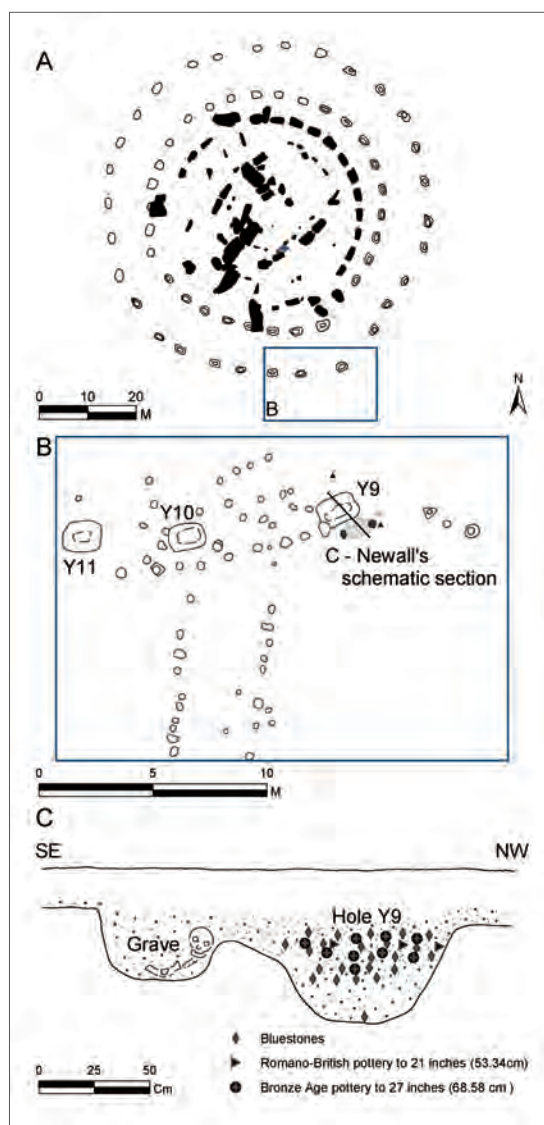 A
N
B
0 10 20
M
B
Y9
Y10
Y11
C - Newall's
schematic section
0 5 10
M
C
SE NW
Grave
Hole Y9
Bluestones
Romano-British pottery to 21 inches (53.34cm)
Bronze Age pottery to 27 inches (68.58 cm )
0 25 50
Cm